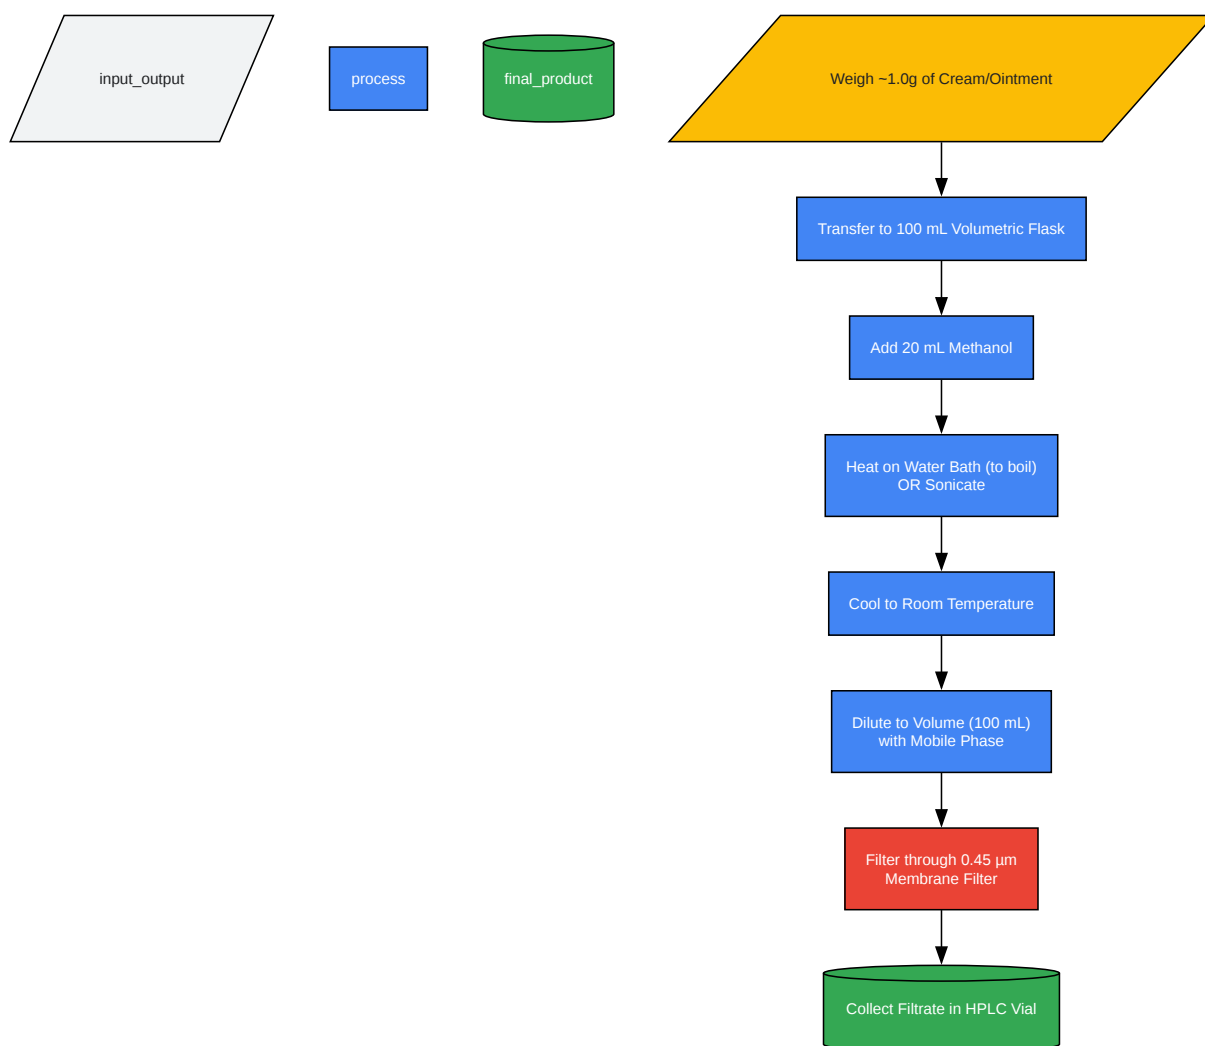 input_output
process
final_product
Weigh ~1.0g of Cream/Ointment
Transfer to 100 mL Volumetric Flask
Add 20 mL Methanol
Heat on Water Bath (to boil)
OR Sonicate
Cool to Room Temperature
Dilute to Volume (100 mL)
with Mobile Phase
Filter through 0.45 µm
Membrane Filter
Collect Filtrate in HPLC Vial